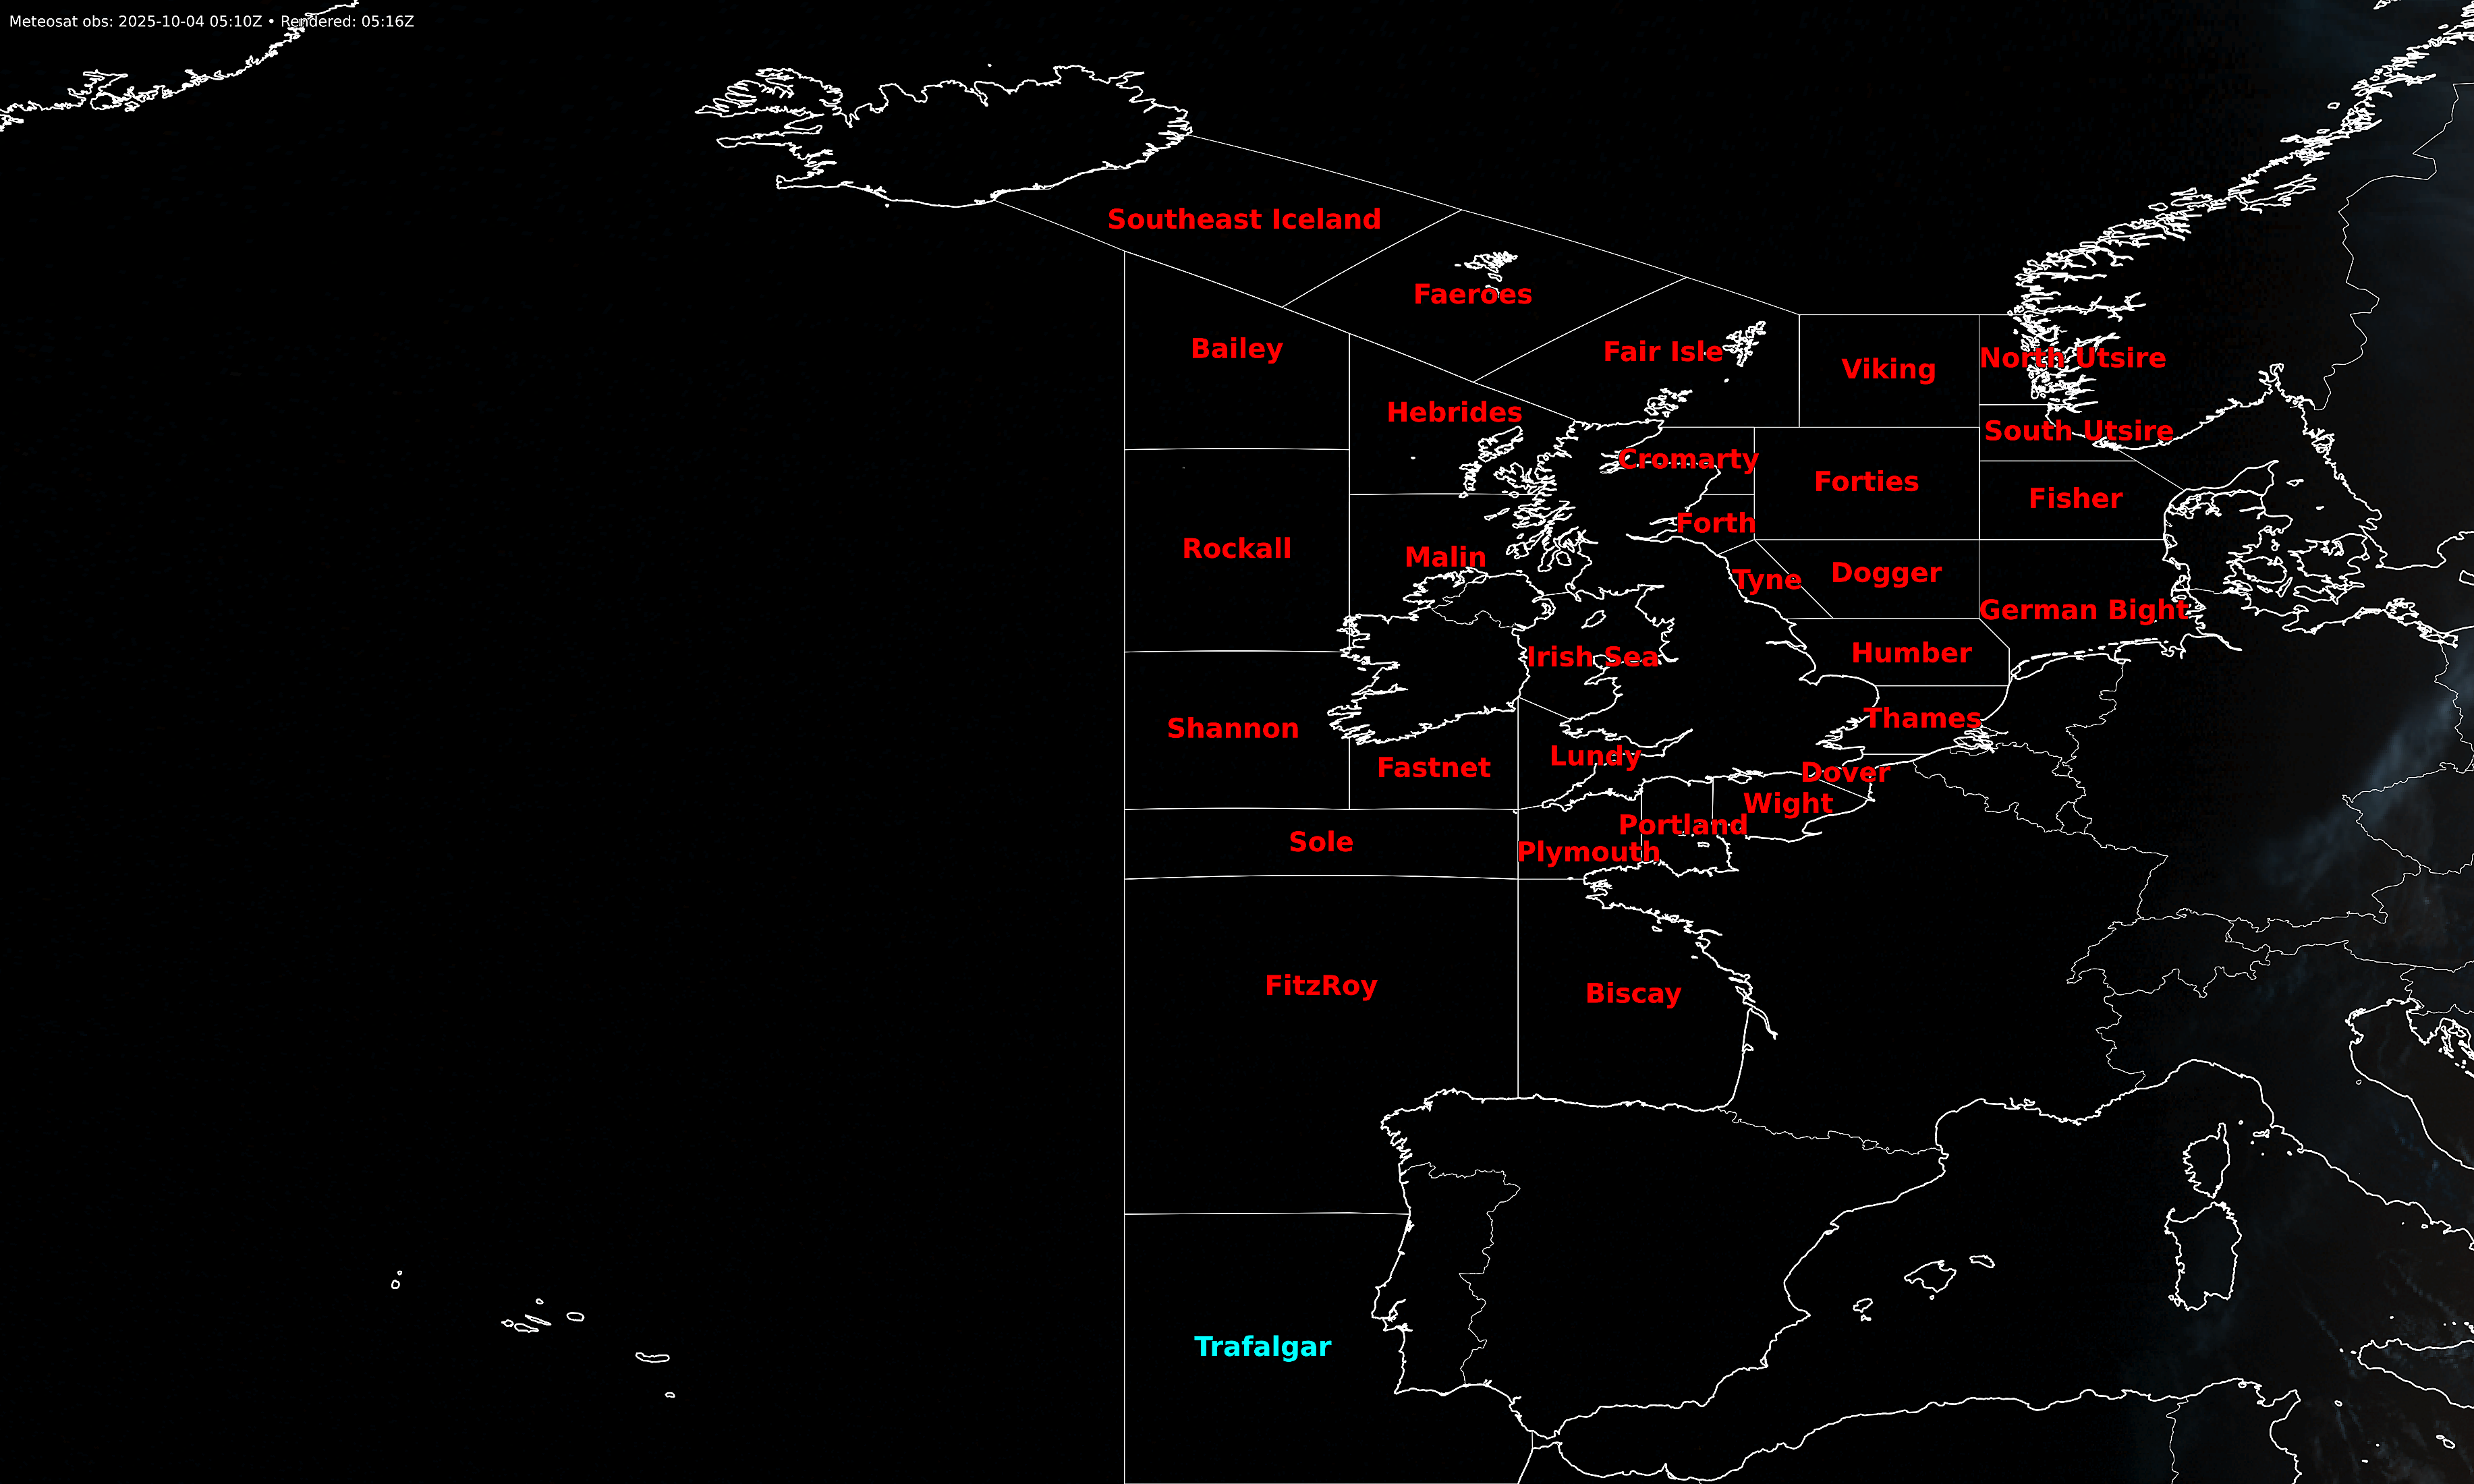 Meteosat obs: 2025-10-04 05:10Z • Rendered: 05:16Z
Southeast Iceland
Faeroes
Bailey
Fair Isle
North Utsire
Viking
Hebrides
South Utsire
Cromarty
Forties
Fisher
Forth
Rockall
Malin
Tyne
Dogger
German Bight
Irish Sea
Humber
Thames
Shannon
Lundy
Fastnet
Dover
Wight
Portland
Sole
Plymouth
FitzRoy
Biscay
Trafalgar